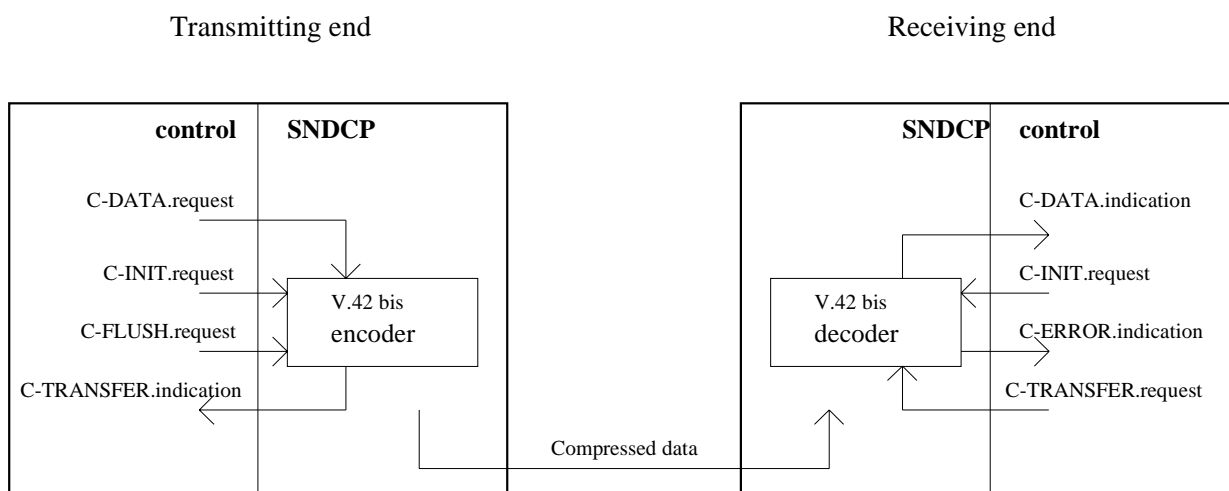 Transmitting end
Receiving end
control
SNDCP
SNDCP
control
C-DATA.request
C-INIT.request
C-FLUSH.request
C-TRANSFER.indication
V.42 bis
encoder
Compressed data
V.42 bis
decoder
C-DATA.indication
C-INIT.request
C-ERROR.indication
C-TRANSFER.request